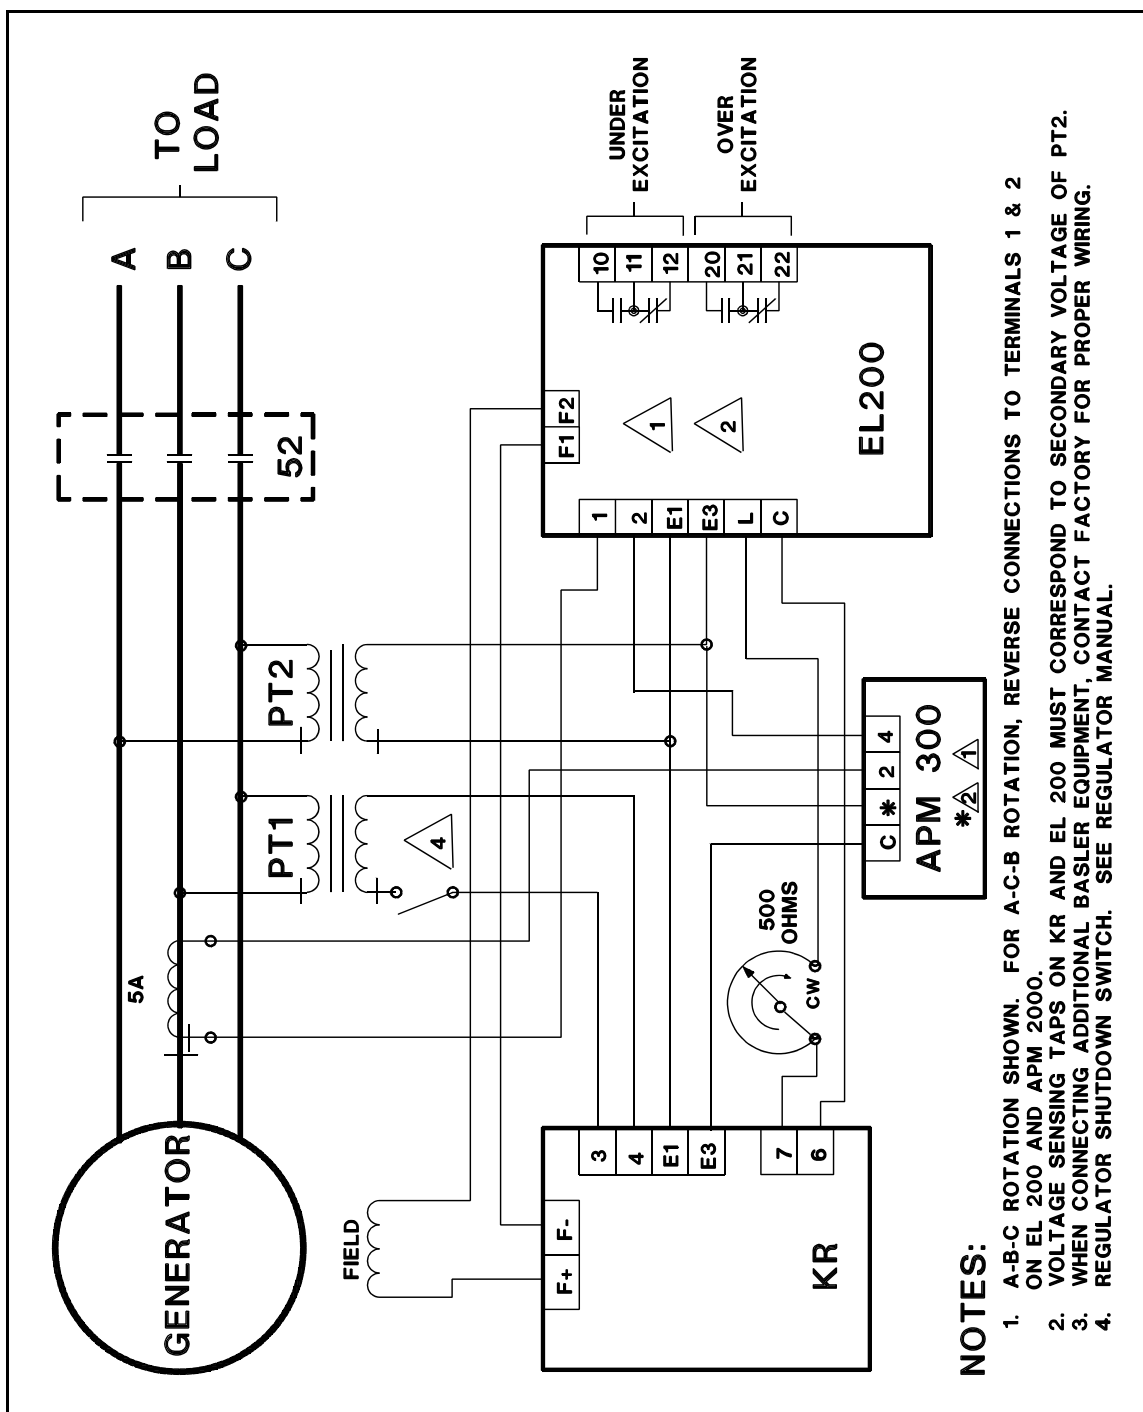 GENERATOR
A
B
C
TO
LOAD
52
5A
PT1
PT2
4
FIELD
F+
F-
KR
3
4
E1
E3
7
6
500
OHMS
CW
APM 300
*2
1
C
*
2
4
F1
F2
1
2
E1
E3
L
C
1
2
EL200
10
11
12
20
21
22
UNDER
EXCITATION
OVER
EXCITATION
NOTES:
1. A-B-C ROTATION SHOWN. FOR A-C-B ROTATION, REVERSE CONNECTIONS TO TERMINALS 1 & 2
ON EL 200 AND APM 2000.
2. VOLTAGE SENSING TAPS ON KR AND EL 200 MUST CORRESPOND TO SECONDARY VOLTAGE OF PT2.
3. WHEN CONNECTING ADDITIONAL BASLER EQUIPMENT, CONTACT FACTORY FOR PROPER WIRING.
4. REGULATOR SHUTDOWN SWITCH. SEE REGULATOR MANUAL.